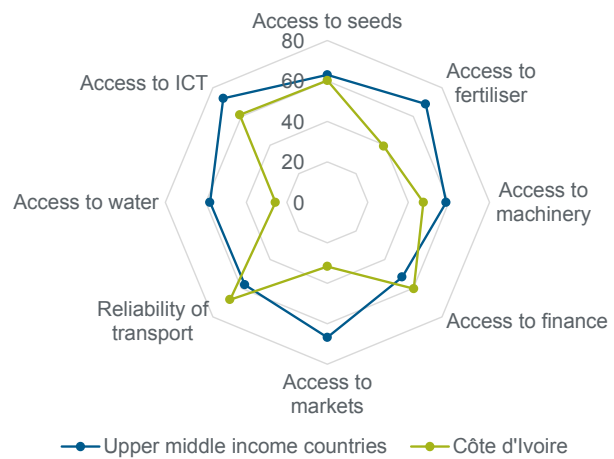 Access to seeds
80
Access to
fertiliser
60
Access to ICT
40
20
Access to water
0
Access to
machinery
Reliability of
transport
Access to finance
Access to
markets
Upper middle income countries
Côte d'Ivoire